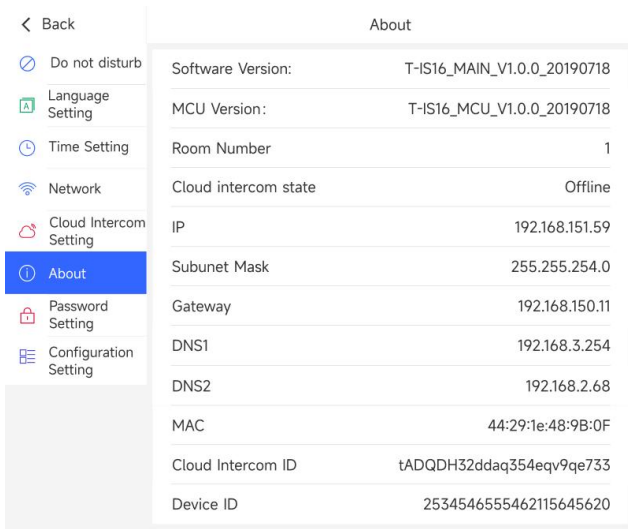 Back
About
Do not disturb
Language
Setting
Time Setting
Network
Cloud Intercom
Setting
About
Password
Setting
Configuration
Setting
Software Version: T-IS16_MAIN_V1.0.0_20190718
MCU Version: T-IS16_MCU_V1.0.0_20190718
Room Number 1
Cloud intercom state Offline
IP 192.168.151.59
Subunet Mask 255.255.254.0
Gateway 192.168.150.11
DNS1 192.168.3.254
DNS2 192.168.2.68
MAC 44:29:1e:48:9B:0F
Cloud Intercom ID tADQDH32ddaq354eqv9qe733
Device ID 2534546555462115645620